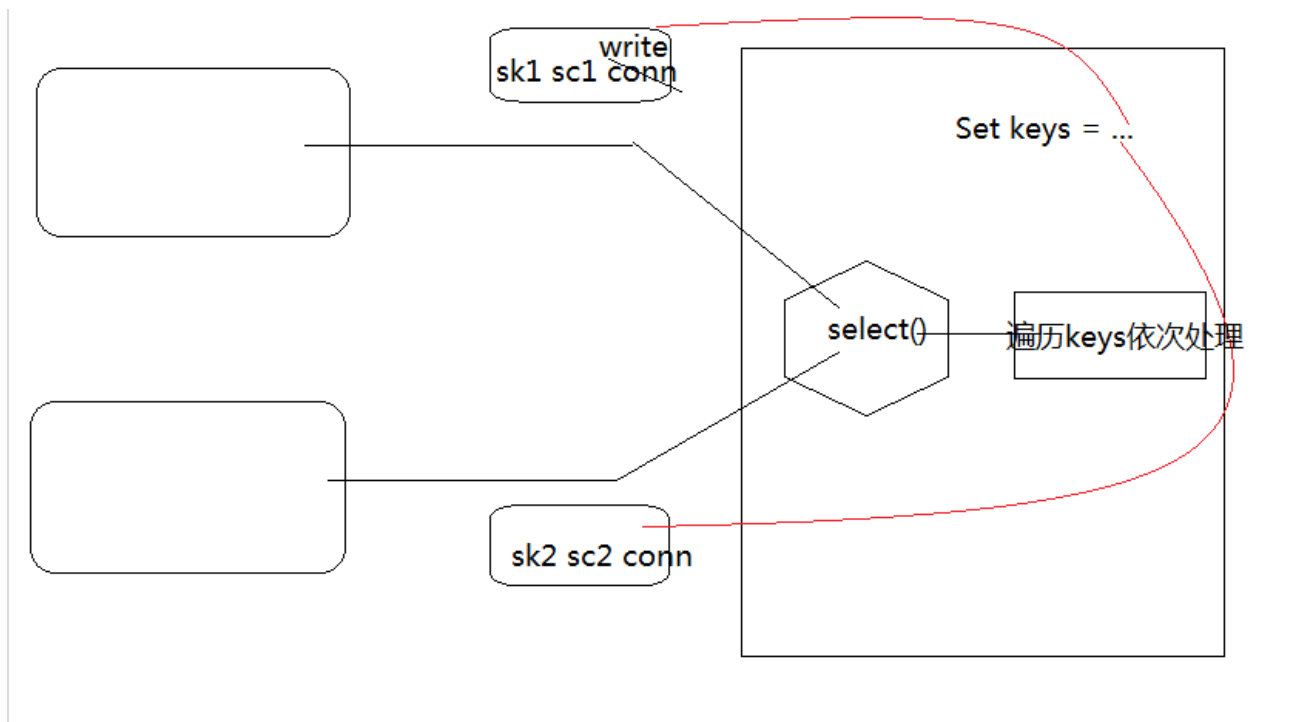 write
sk1 sc1 conn
Set keys = ...
select()
遍历keys依次处理
sk2 sc2 conn